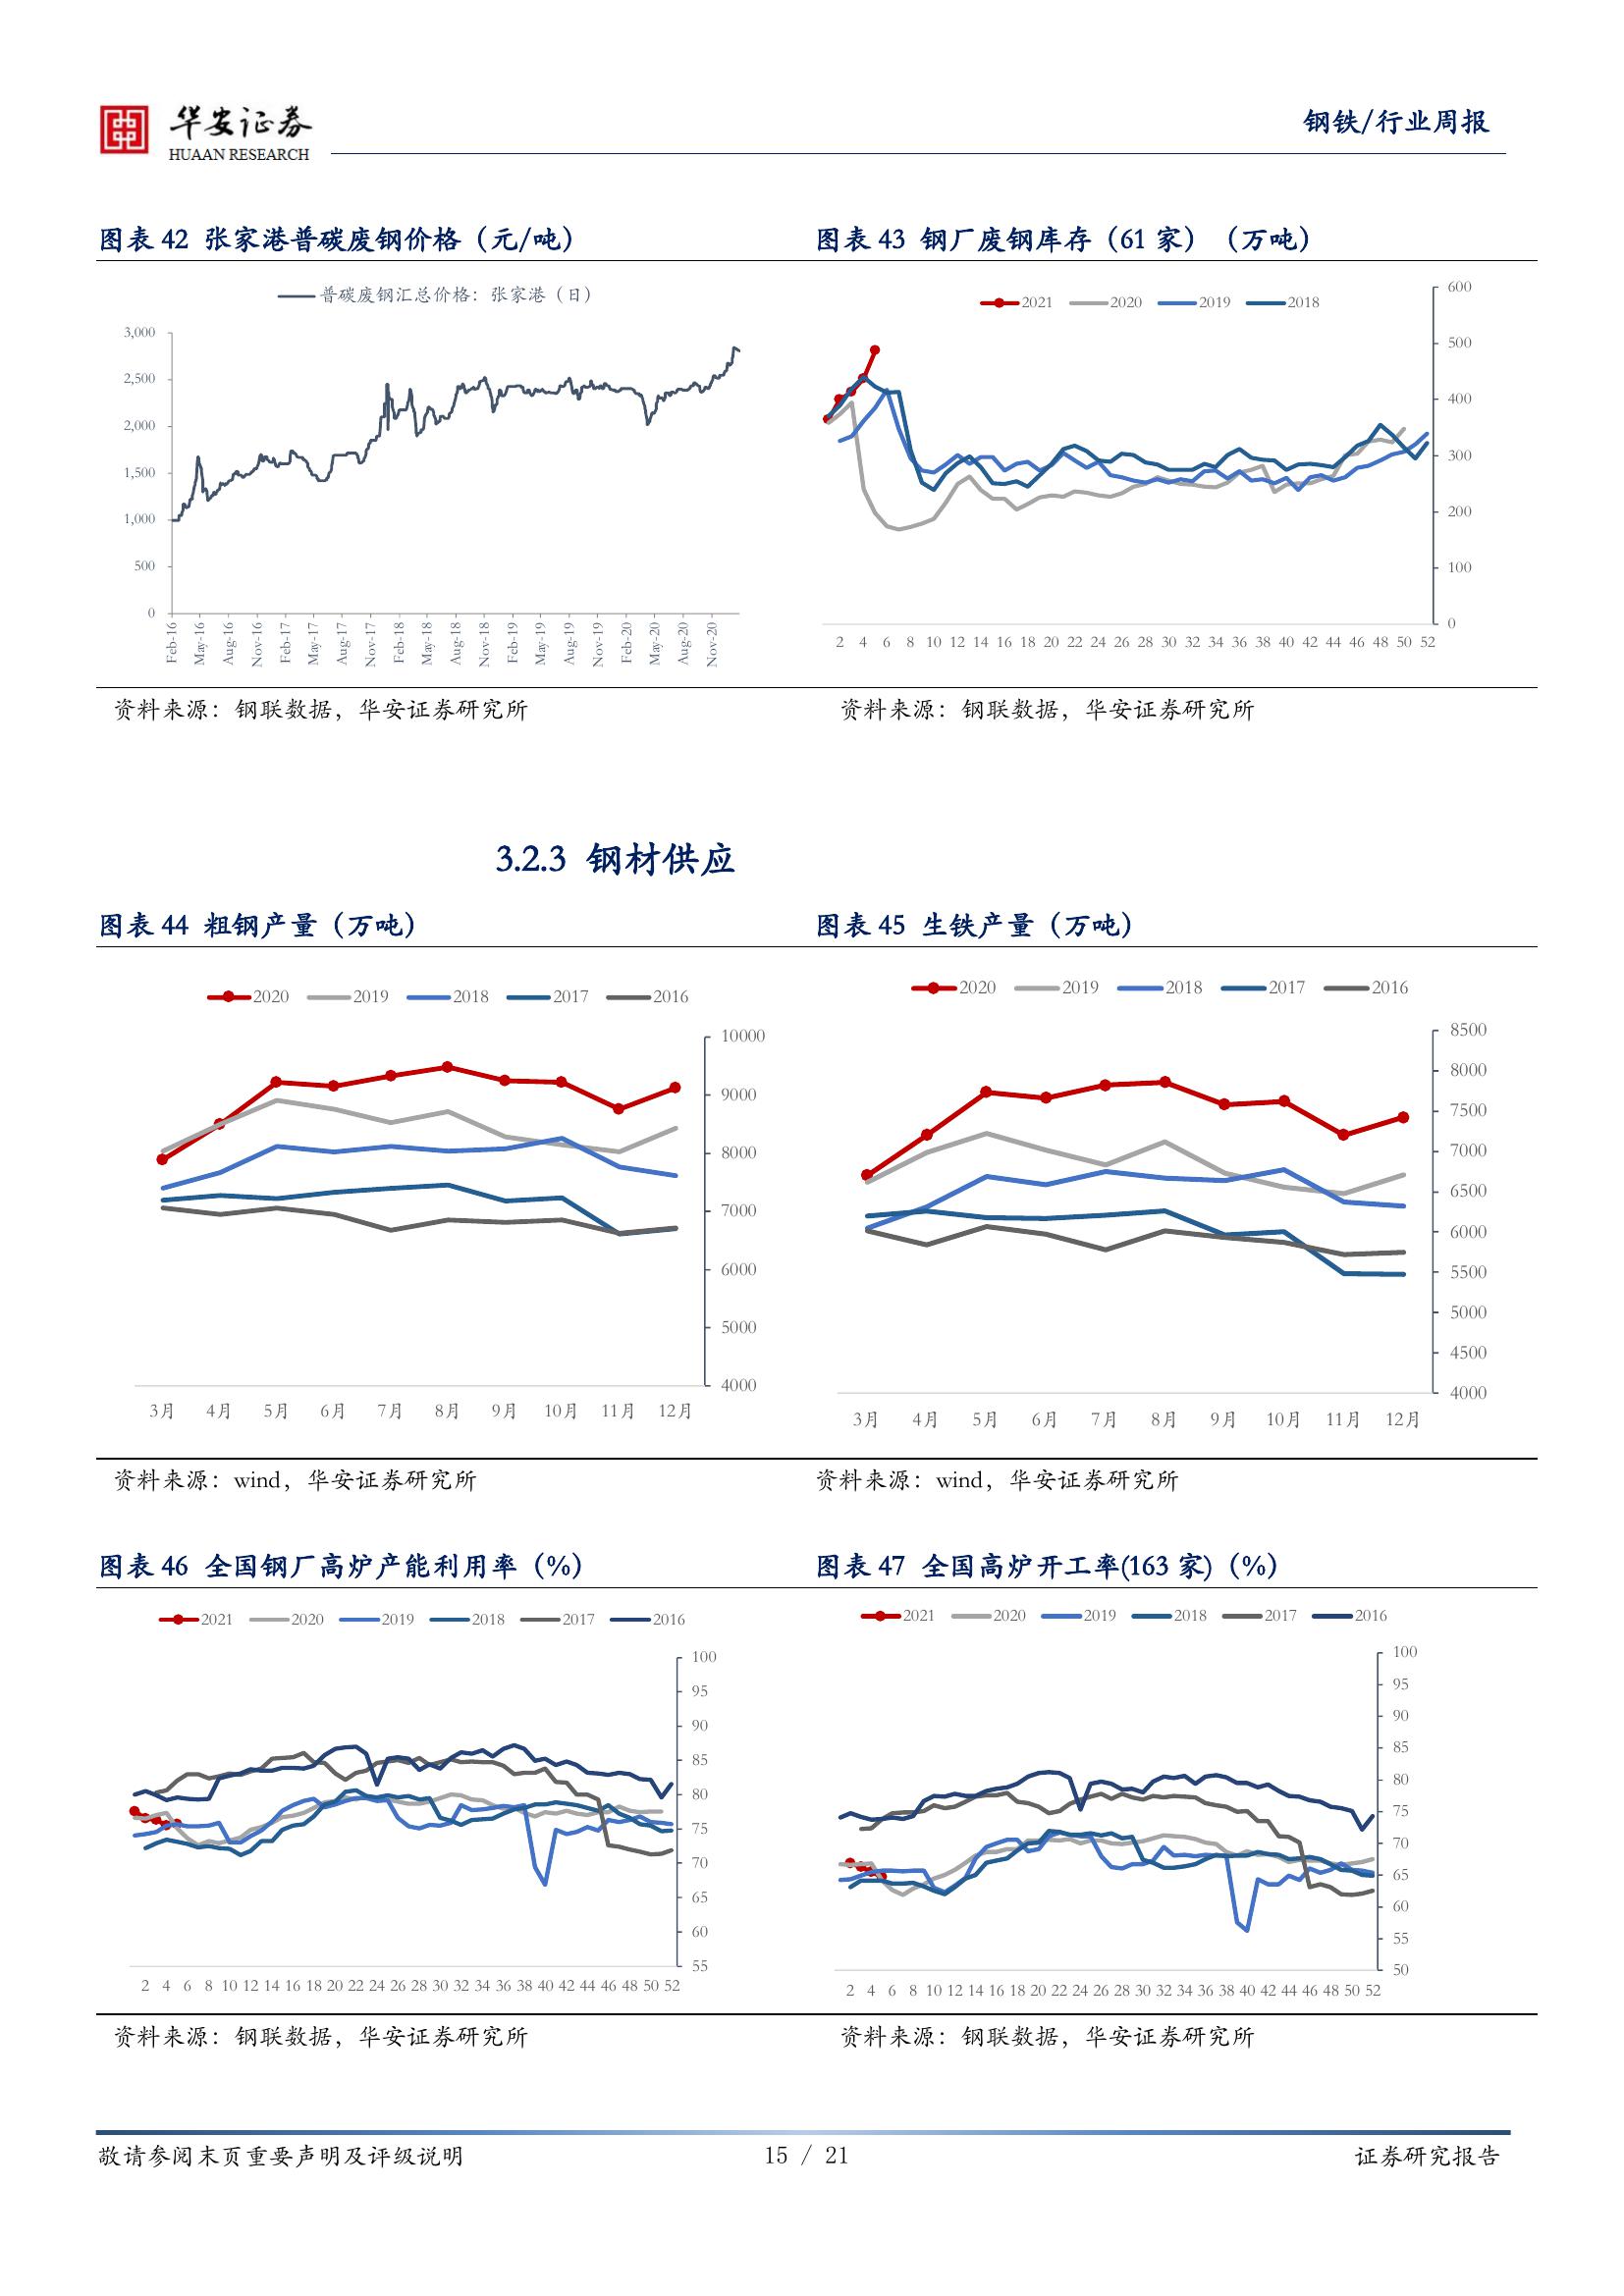 华安证券
HUAAN RESEARCH
钢铁/行业周报
图表 42 张家港普碳废钢价格（元/吨）
图表 43 钢厂废钢库存（61 家）（万吨）
普碳废钢汇总价格：张家港（日）
3,000
2,500
2,000
1,500
1,000
500
0
Feb-16 May-16 Aug-16 Nov-16 Feb-17 May-17 Aug-17 Nov-17 Feb-18 May-18 Aug-18 Nov-18 Feb-19 May-19 Aug-19 Nov-19 Feb-20 May-20 Aug-20 Nov-20
2021 2020 2019 2018
600
500
400
300
200
100
0
2 4 6 8 10 12 14 16 18 20 22 24 26 28 30 32 34 36 38 40 42 44 46 48 50 52
资料来源：钢联数据，华安证券研究所
资料来源：钢联数据，华安证券研究所
3.2.3 钢材供应
图表 44 粗钢产量（万吨）
图表 45 生铁产量（万吨）
2020 2019 2018 2017 2016
10000
9000
8000
7000
6000
5000
4000
3月 4月 5月 6月 7月 8月 9月 10月 11月 12月
2020 2019 2018 2017 2016
8500
8000
7500
7000
6500
6000
5500
5000
4500
4000
3月 4月 5月 6月 7月 8月 9月 10月 11月 12月
资料来源：wind，华安证券研究所
资料来源：wind，华安证券研究所
图表 46 全国钢厂高炉产能利用率（%）
图表 47 全国高炉开工率(163 家)（%）
2021 2020 2019 2018 2017 2016
100
95
90
85
80
75
70
65
60
55
2 4 6 8 10 12 14 16 18 20 22 24 26 28 30 32 34 36 38 40 42 44 46 48 50 52
2021 2020 2019 2018 2017 2016
100
95
90
85
80
75
70
65
60
55
50
2 4 6 8 10 12 14 16 18 20 22 24 26 28 30 32 34 36 38 40 42 44 46 48 50 52
资料来源：钢联数据，华安证券研究所
资料来源：钢联数据，华安证券研究所
敬请参阅末页重要声明及评级说明
15 / 21
证券研究报告